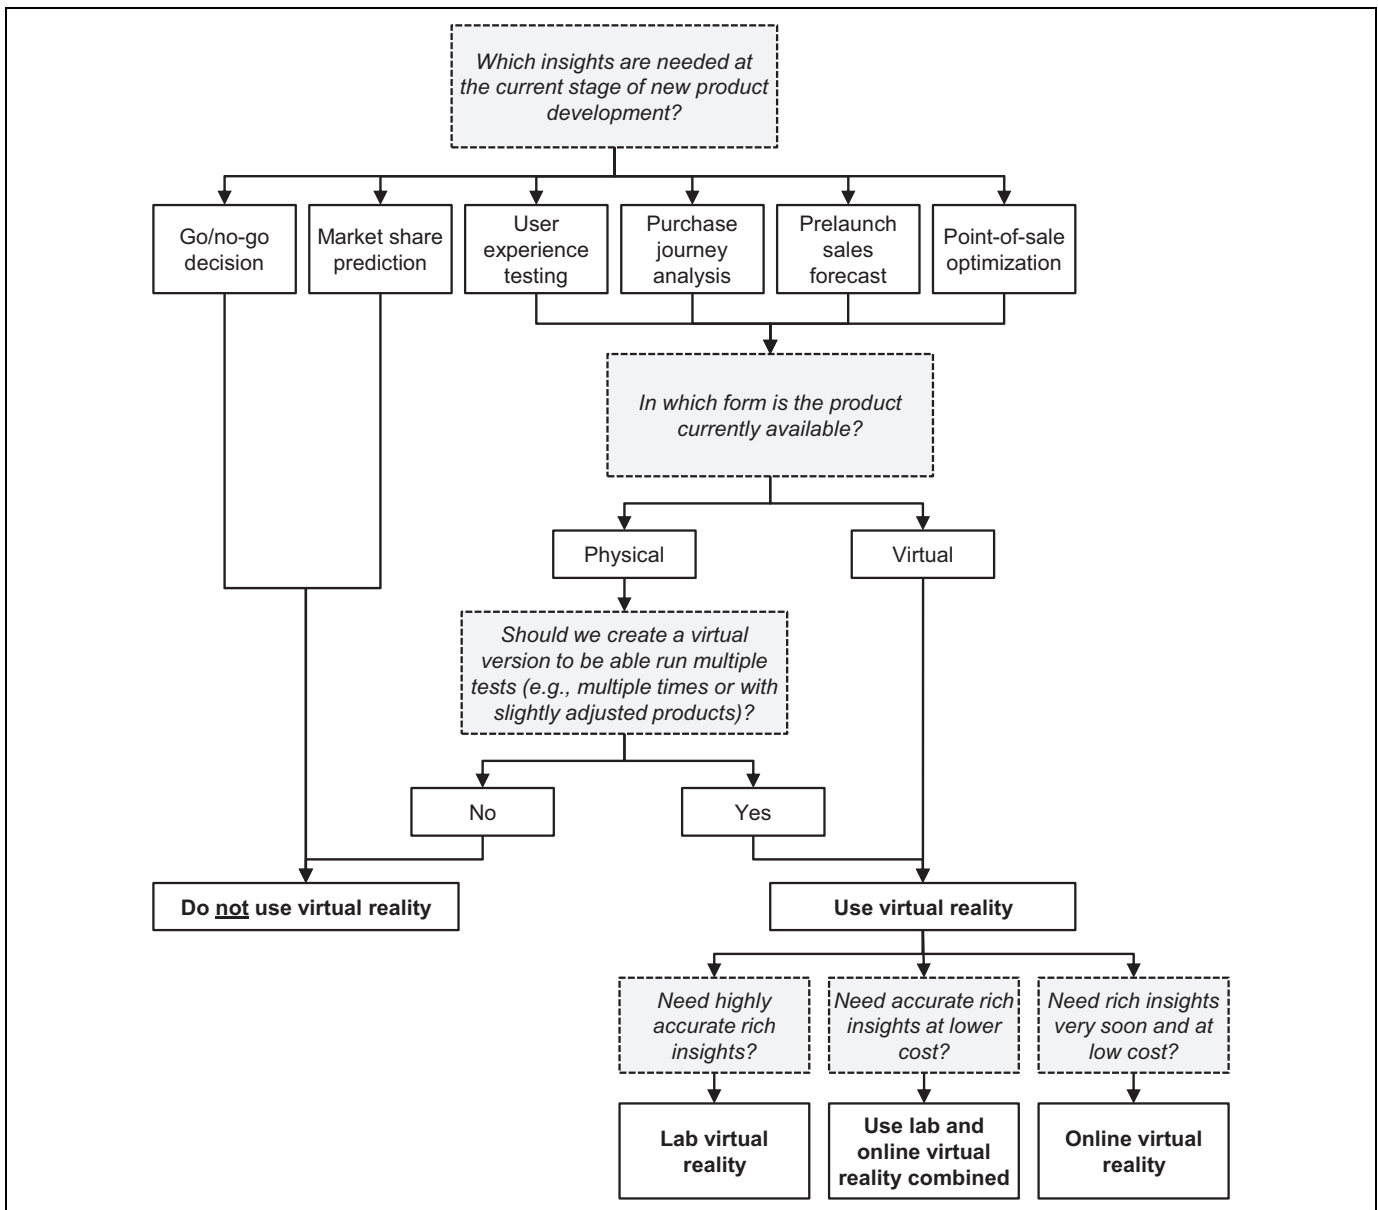 Which insights are needed at
the current stage of new product
development?
Go/no-go
decision
Market share
prediction
User
experience
testing
Purchase
journey
analysis
Prelaunch
sales
forecast
Point-of-sale
optimization
In which form is the product
currently available?
Physical
Virtual
Should we create a virtual
version to be able run multiple
tests (e.g., multiple times or with
slightly adjusted products)?
No
Yes
Do not use virtual reality
Use virtual reality
Need highly
accurate rich
insights?
Need accurate rich
insights at lower
cost?
Need rich insights
very soon and at
low cost?
Lab virtual
reality
Use lab and
online virtual
reality combined
Online virtual
reality